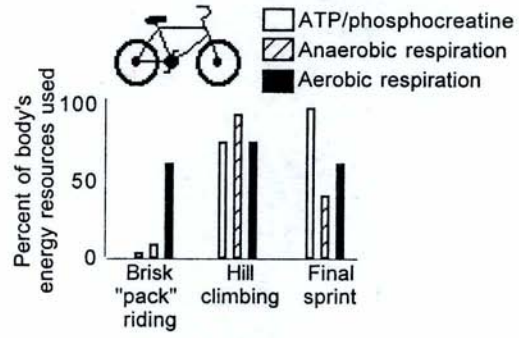 ATP/phosphocreatine
Anaerobic respiration
Aerobic respiration
Percent of body's
energy resources used
100
50
0
Brisk
"pack"
riding
Hill
climbing
Final
sprint